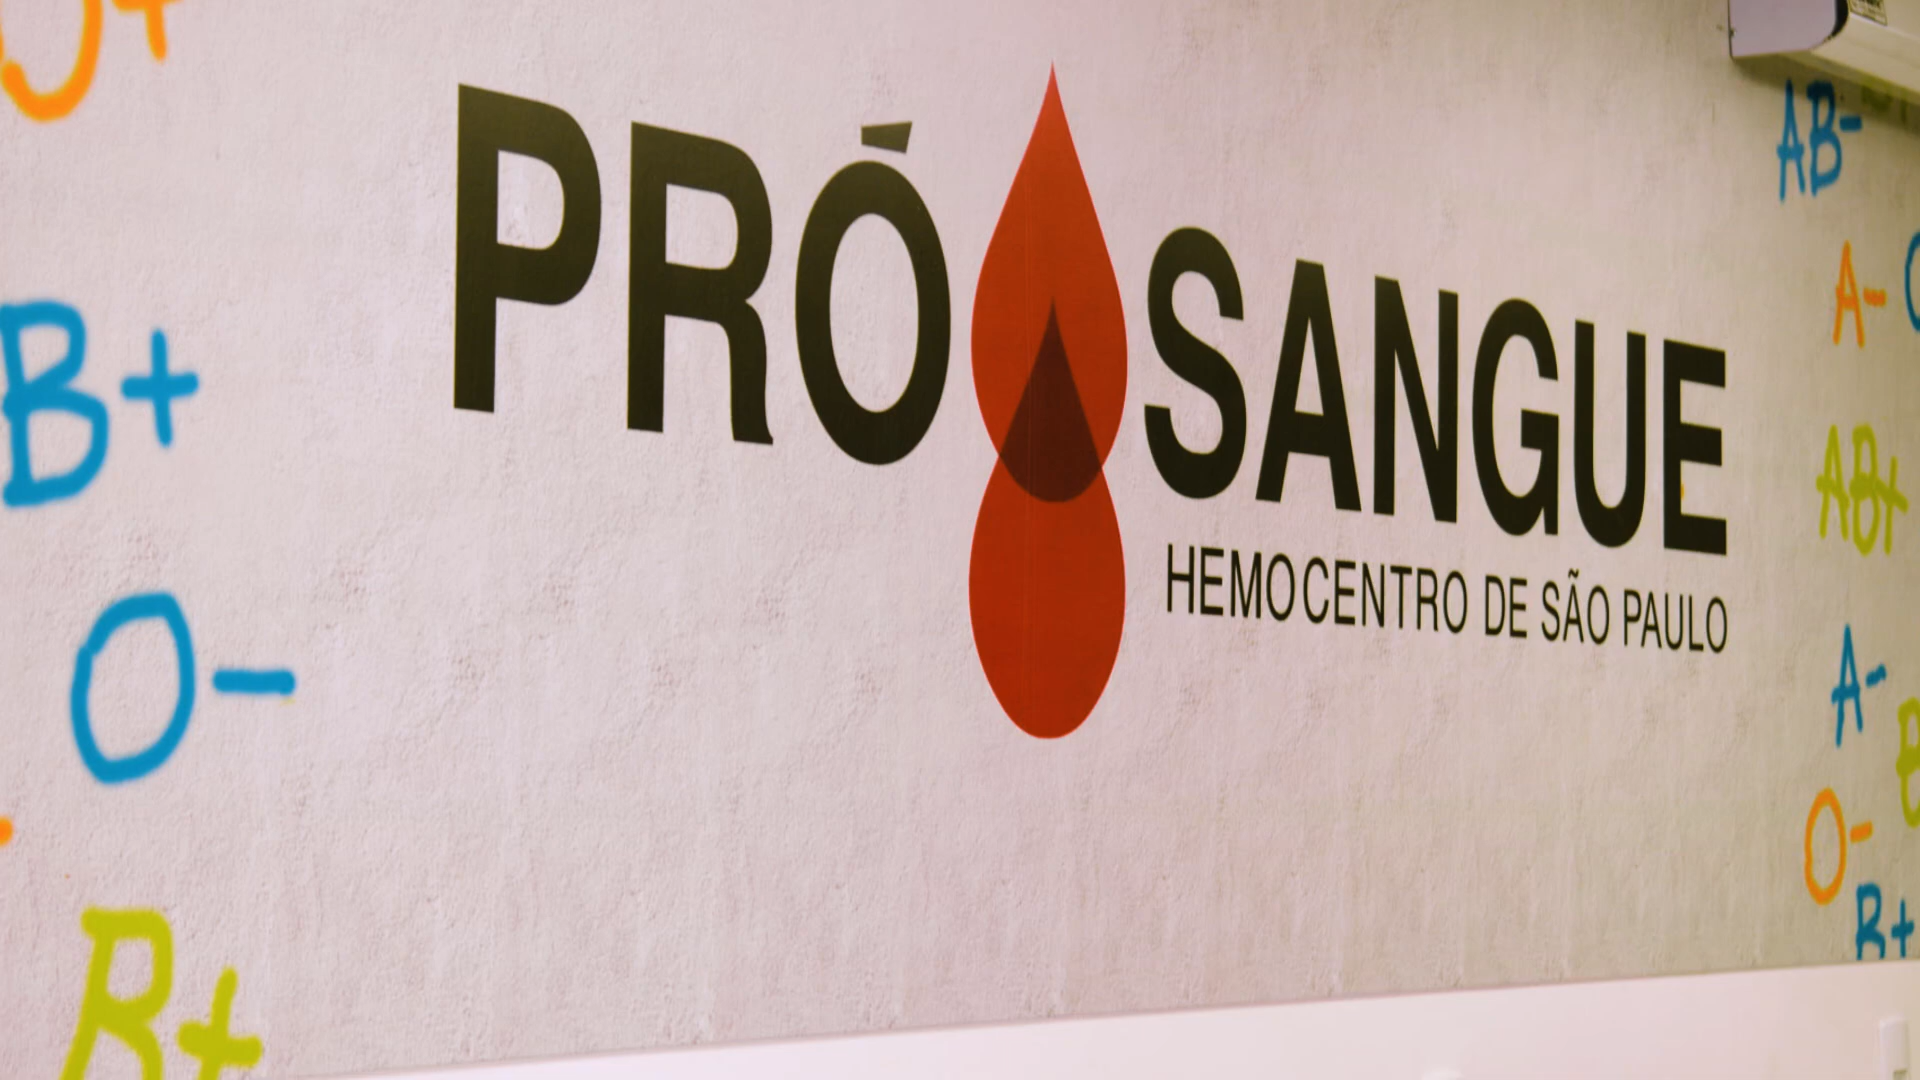 O+
B+
O-
B+
PRÓ SANGUE
HEMOCENTRO DE SÃO PAULO
AB-
A-
AB+
A-
O-
B+